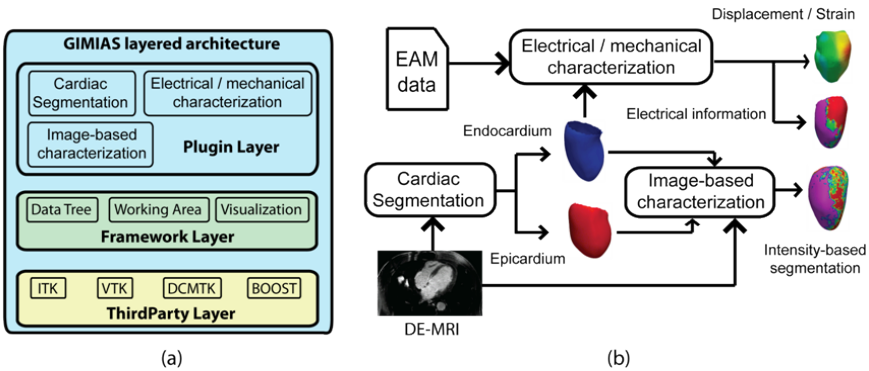 GIMIAS layered architecture
Cardiac
Segmentation
Electrical / mechanical
characterization
Image-based
characterization
Plugin Layer
Data Tree
Working Area
Visualization
Framework Layer
ITK
VTK
DCMTK
BOOST
ThirdParty Layer
(a)
Displacement / Strain
EAM
data
Electrical / mechanical
characterization
Electrical information
Endocardium
Cardiac
Segmentation
Image-based
characterization
Epicardium
Intensity-based
segmentation
DE-MRI
(b)